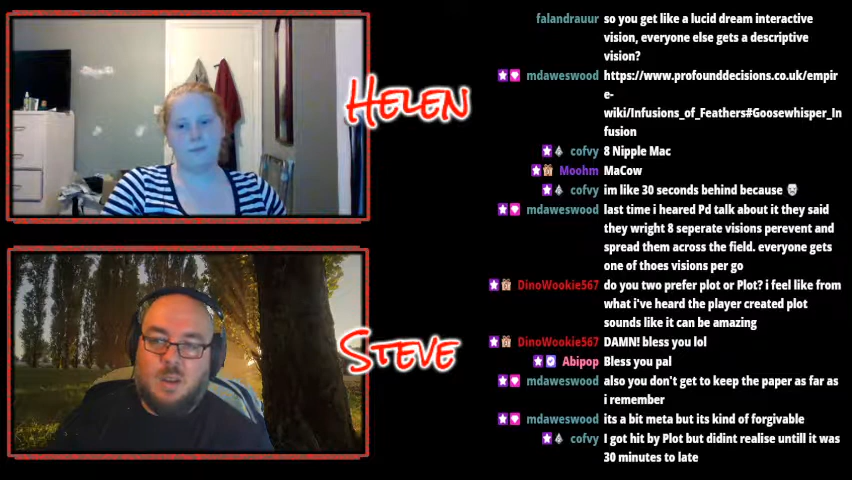 Helen
Steve
falandrauur so you get like a lucid dream interactive
vision, everyone else gets a descriptive
vision?
mdaweswood https://www.profounddecisions.co.uk/empir
e-
wiki/Infusions_of_Feathers#Goosewhisper_In
fusion
cofvy 8 Nipple Mac
Moohm MaCow
cofvy im like 30 seconds behind because
mdaweswood last time i heared Pd talk about it they said
they wright 8 seperate visions perevent and
spread them across the field. everyone gets
one of thoes visions per go
DinoWookie567 do you two prefer plot or Plot? i feel like from
what i've heard the player created plot
sounds like it can be amazing
DinoWookie567 DAMN! bless you lol
Abipop Bless you pal
mdaweswood also you don't get to keep the paper as far as
i remember
mdaweswood its a bit meta but its kind of forgivable
cofvy I got hit by Plot but didint realise untill it was
30 minutes to late